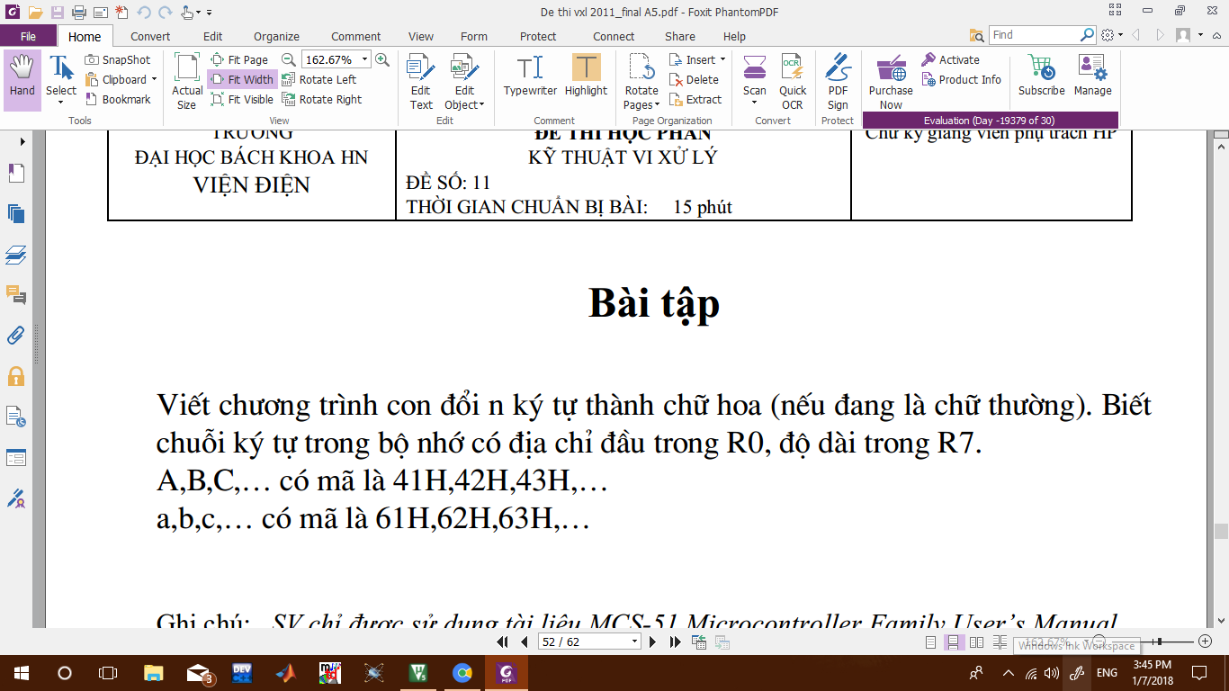 De thi vxl 2011_final A5.pdf - Foxit PhantomPDF
File Home Convert Edit Organize Comment View Form Protect Connect Share Help Find
Hand
Select
SnapShot
Clipboard
Bookmark
Tools
Actual
Size
Fit Page
Fit Width
Fit Visible
162.67%
Rotate Left
Rotate Right
View
Edit
Text
Edit
Object
Edit
Typewriter
Highlight
Comment
Rotate
Pages
Insert
Delete
Extract
Page Organization
Scan
Quick
OCR
Convert
PDF
Sign
Protect
Purchase
Now
Activate
Product Info
Subscribe
Manage
Evaluation (Day -19379 of 30)
TRƯỜNG
ĐẠI HỌC BÁCH KHOA HN
VIỆN ĐIỆN
ĐỀ THI HỌC PHẦN
KỸ THUẬT VI XỬ LÝ
ĐỀ SỐ: 11
THỜI GIAN CHUẨN BỊ BÀI: 15 phút
Chữ ký giảng viên phụ trách HP
Bài tập
Viết chương trình con đổi n ký tự thành chữ hoa (nếu đang là chữ thường). Biết
chuỗi ký tự trong bộ nhớ có địa chỉ đầu trong R0, độ dài trong R7.
A,B,C,… có mã là 41H,42H,43H,…
a,b,c,… có mã là 61H,62H,63H,…
Ghi chú: SV chỉ được sử dụng tài liệu MCS-51 Microcontroller Family User’s Manual
52 / 62
162.67%
Windows Ink Workspace
DEV
3
ENG
3:45 PM
1/7/2018